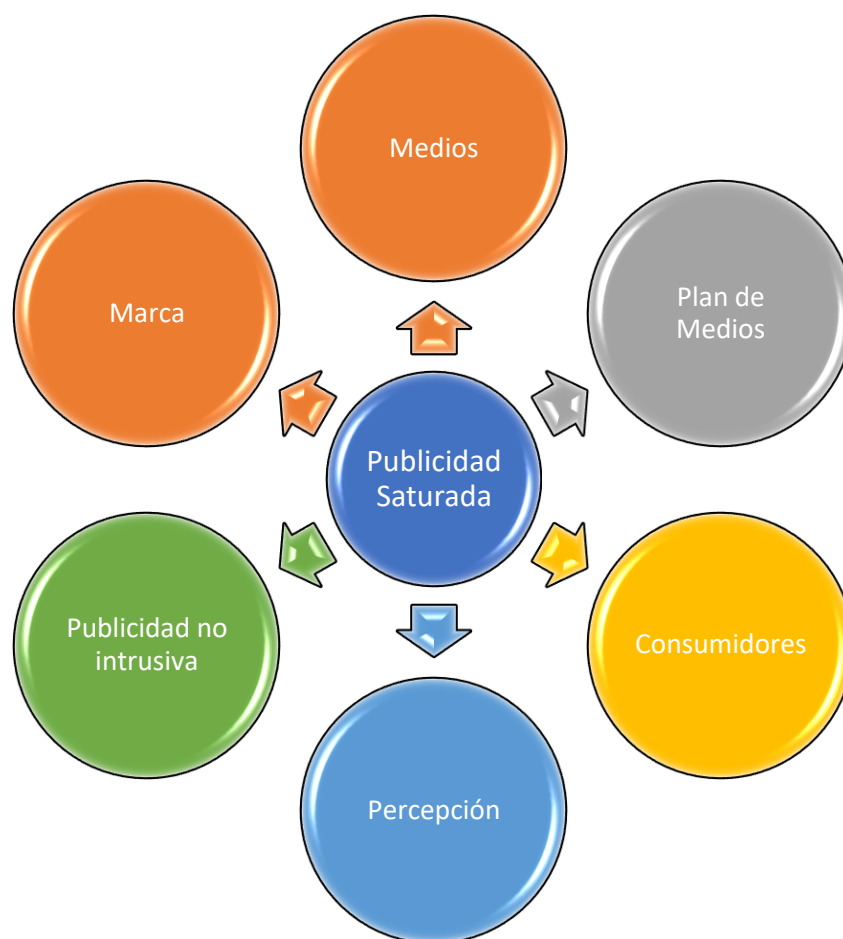 Medios
Marca
Plan de
Medios
Publicidad
Saturada
Publicidad no
intrusiva
Consumidores
Percepción